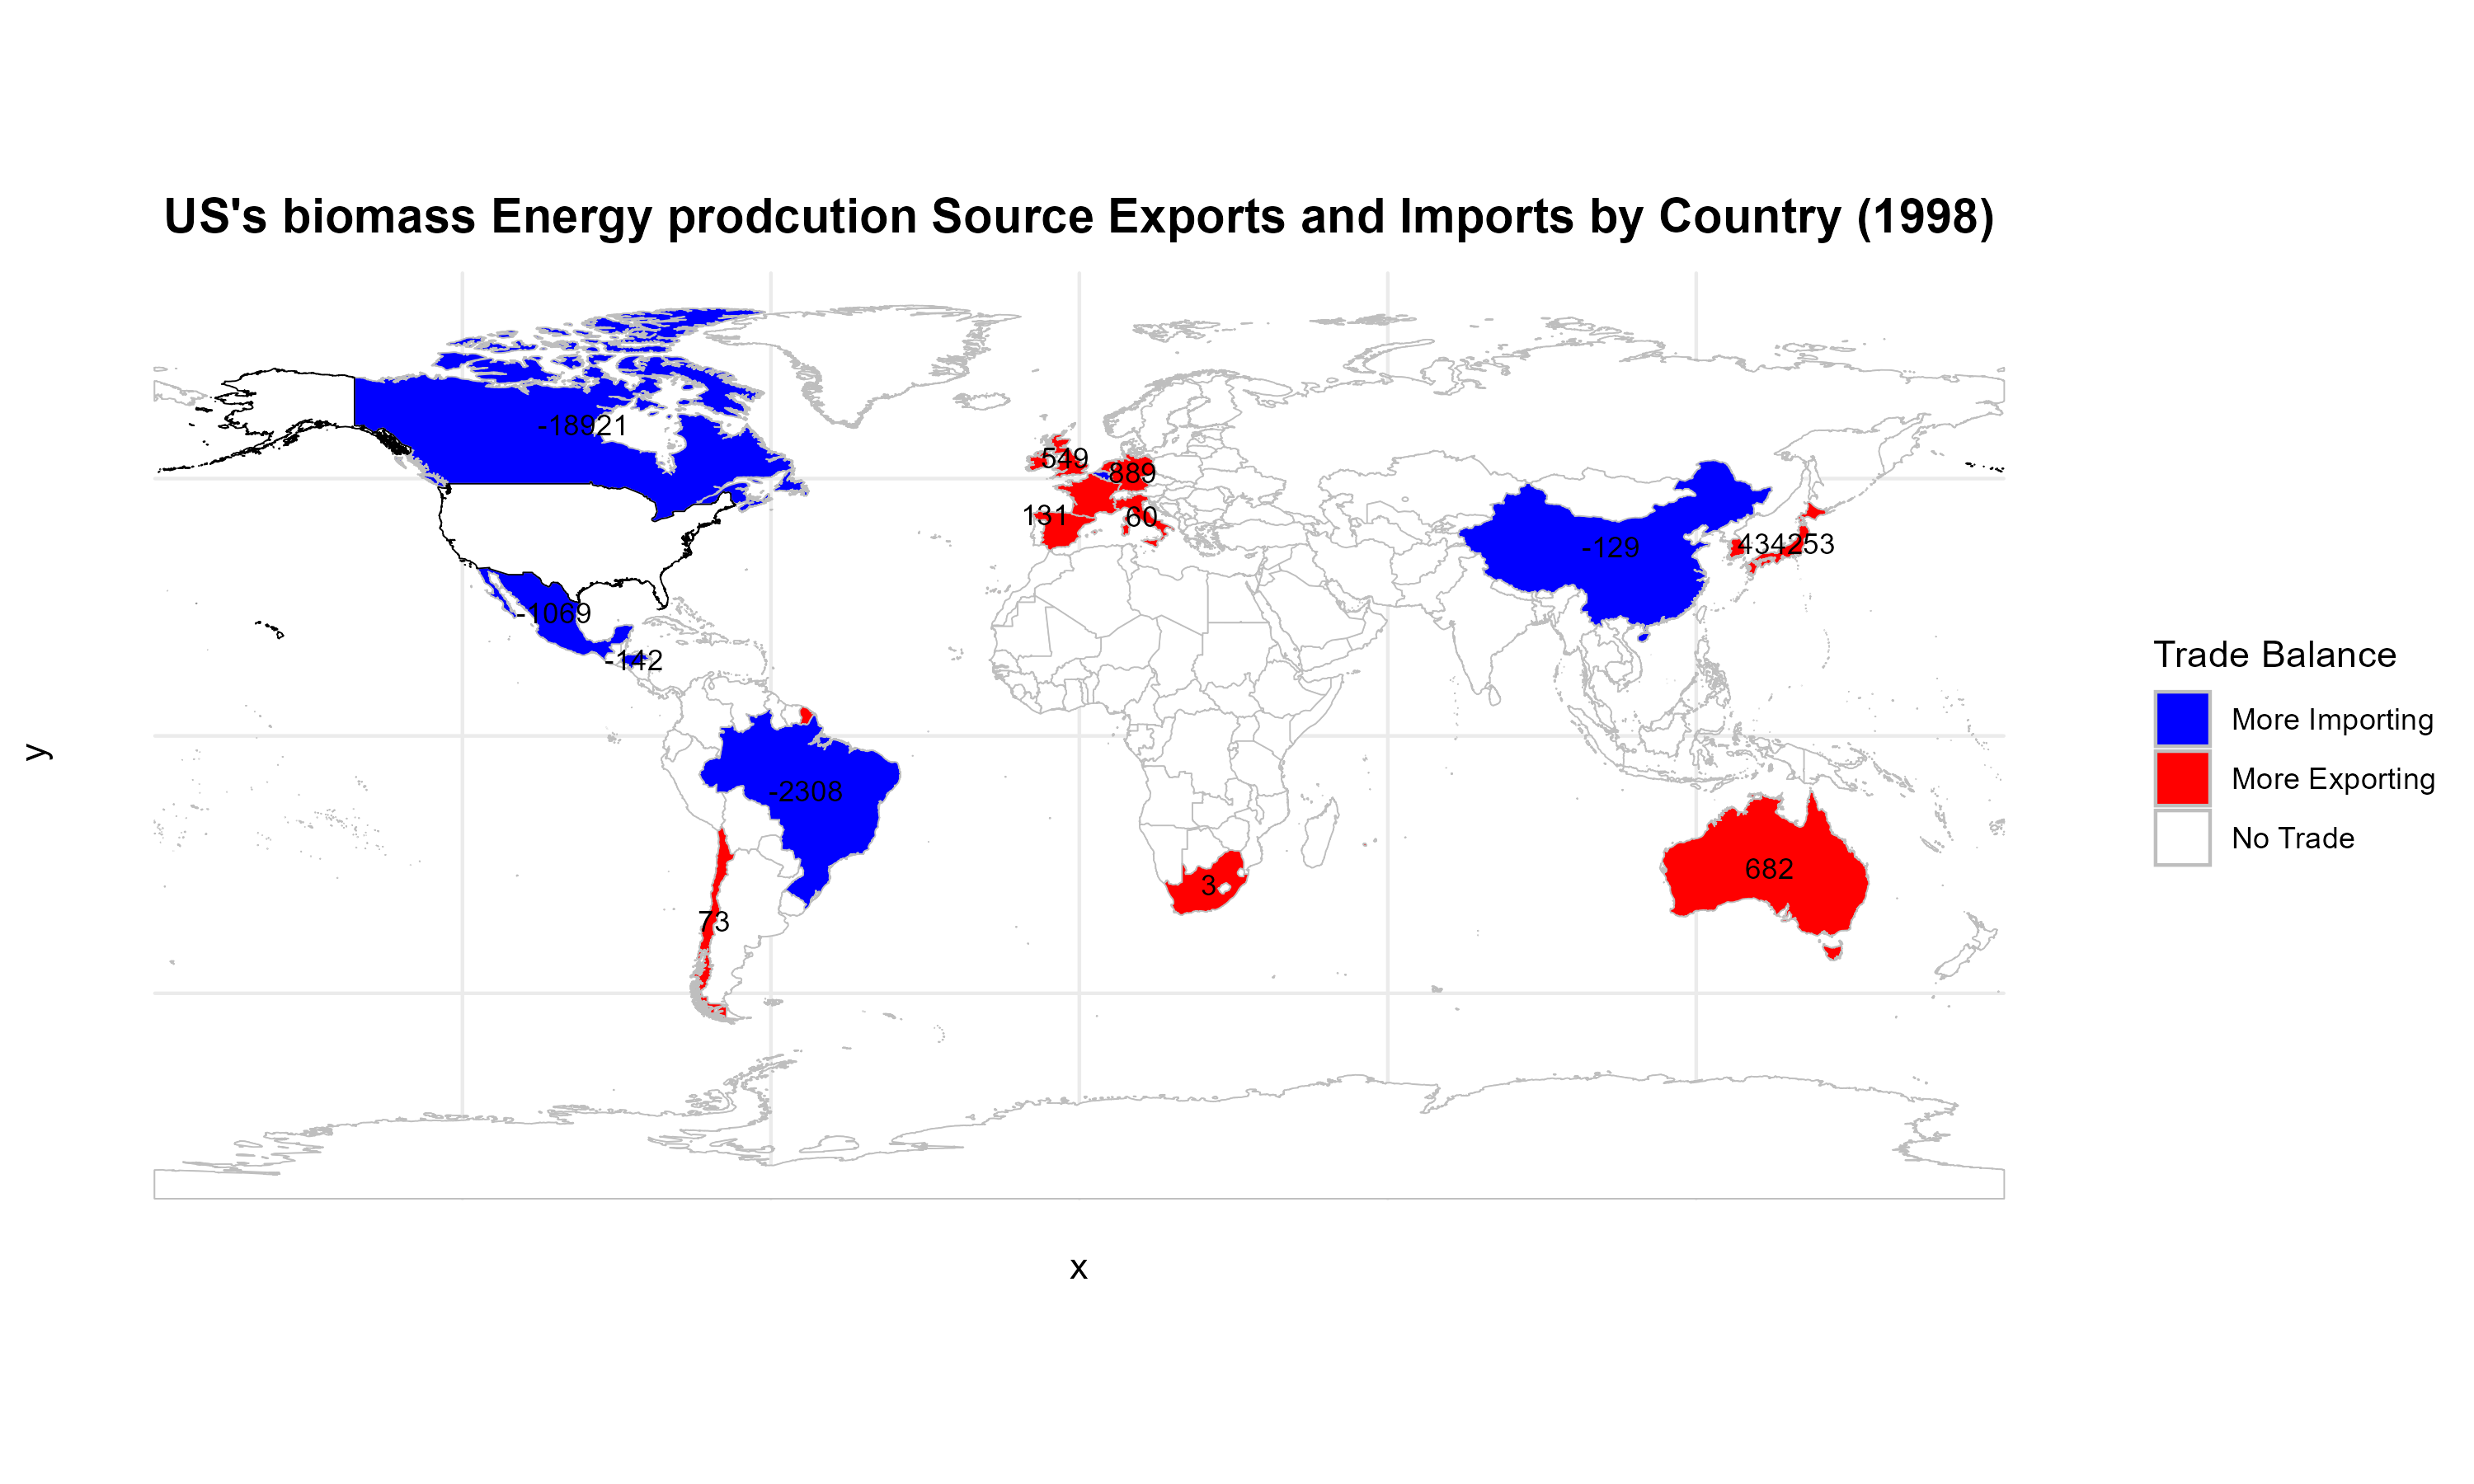 US's biomass Energy prodcution Source Exports and Imports by Country (1998)
-18921
549
889
131
60
-129
434253
-1069
-142
-2308
682
3
73
y
x
Trade Balance
More Importing
More Exporting
No Trade